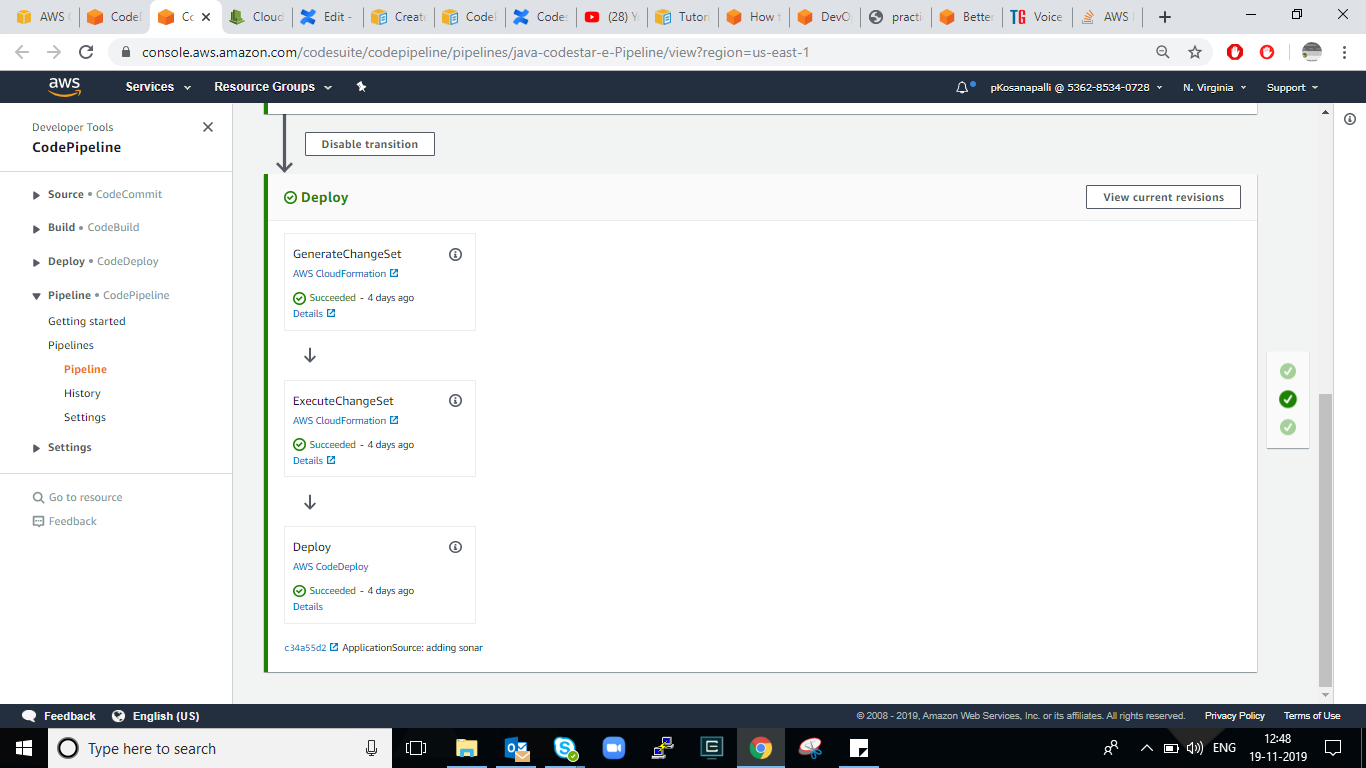 AWS
CodeP
Co
Cloud
Edit -
Create
CodeP
Codes
(28) Y
Tutori
How t
DevO
practi
Better
TG Voice
AWS
console.aws.amazon.com/codesuite/codepipeline/pipelines/java-codestar-e-Pipeline/view?region=us-east-1
aws
Services
Resource Groups
pKosanapalli @ 5362-8534-0728
N. Virginia
Support
Developer Tools
CodePipeline
Source • CodeCommit
Build • CodeBuild
Deploy • CodeDeploy
Pipeline • CodePipeline
Getting started
Pipelines
Pipeline
History
Settings
Settings
Go to resource
Feedback
Disable transition
Deploy
View current revisions
GenerateChangeSet
AWS CloudFormation
Succeeded - 4 days ago
Details
ExecuteChangeSet
AWS CloudFormation
Succeeded - 4 days ago
Details
Deploy
AWS CodeDeploy
Succeeded - 4 days ago
Details
c34a55d2 ApplicationSource: adding sonar
Feedback
English (US)
© 2008 - 2019, Amazon Web Services, Inc. or its affiliates. All rights reserved.
Privacy Policy
Terms of Use
Type here to search
ENG
12:48
19-11-2019